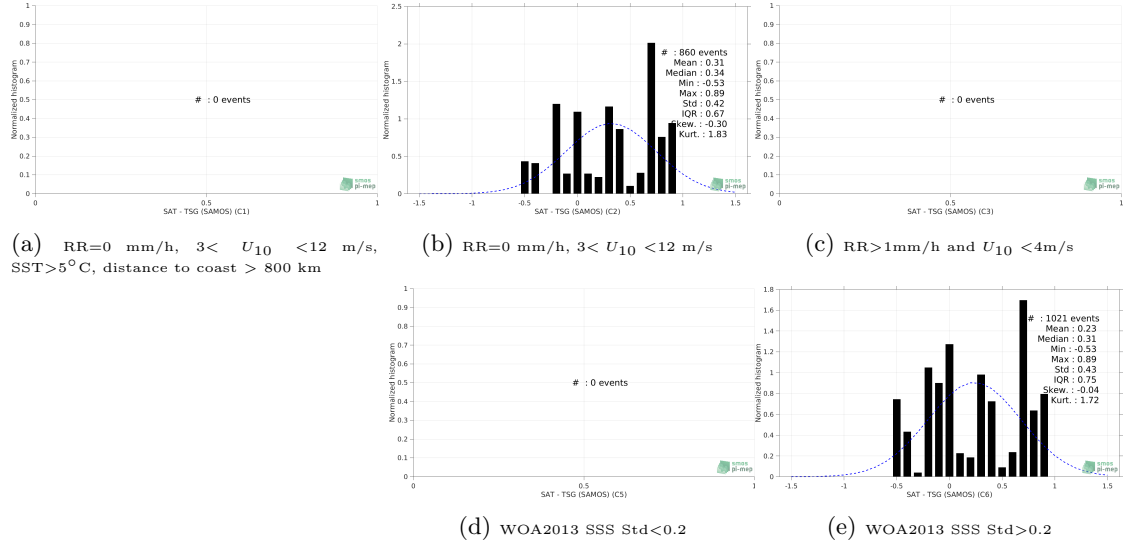 1
0.9
0.8
0.7
0.6
0.5
0.4
0.3
0.2
0.1
0
Normalized histogram
# : 0 events
0.5
1
SAT - TSG (SAMOS) (C1)
smos
pi-mep
(a) RR=0 mm/h, 3< U10 <12 m/s,
SST>5°C, distance to coast > 800 km
2.5
2
1.5
1
0.5
0
Normalized histogram
# : 860 events
Mean : 0.31
Median : 0.34
Min : -0.53
Max : 0.89
Std : 0.42
IQR : 0.67
Skew. : -0.30
Kurt. : 1.83
-1.5 -1 -0.5 0 0.5 1 1.5
SAT - TSG (SAMOS) (C2)
smos
pi-mep
(b) RR=0 mm/h, 3< U10 <12 m/s
1
0.9
0.8
0.7
0.6
0.5
0.4
0.3
0.2
0.1
0
Normalized histogram
# : 0 events
0.5
1
SAT - TSG (SAMOS) (C3)
smos
pi-mep
(c) RR>1mm/h and U10 <4m/s
1
0.9
0.8
0.7
0.6
0.5
0.4
0.3
0.2
0.1
0
Normalized histogram
# : 0 events
0.5
1
SAT - TSG (SAMOS) (C5)
smos
pi-mep
(d) WOA2013 SSS Std<0.2
1.8
1.6
1.4
1.2
1
0.8
0.6
0.4
0.2
0
Normalized histogram
# : 1021 events
Mean : 0.23
Median : 0.31
Min : -0.53
Max : 0.89
Std : 0.43
IQR : 0.75
Skew. : -0.04
Kurt. : 1.72
-1.5 -1 -0.5 0 0.5 1 1.5
SAT - TSG (SAMOS) (C6)
smos
pi-mep
(e) WOA2013 SSS Std>0.2